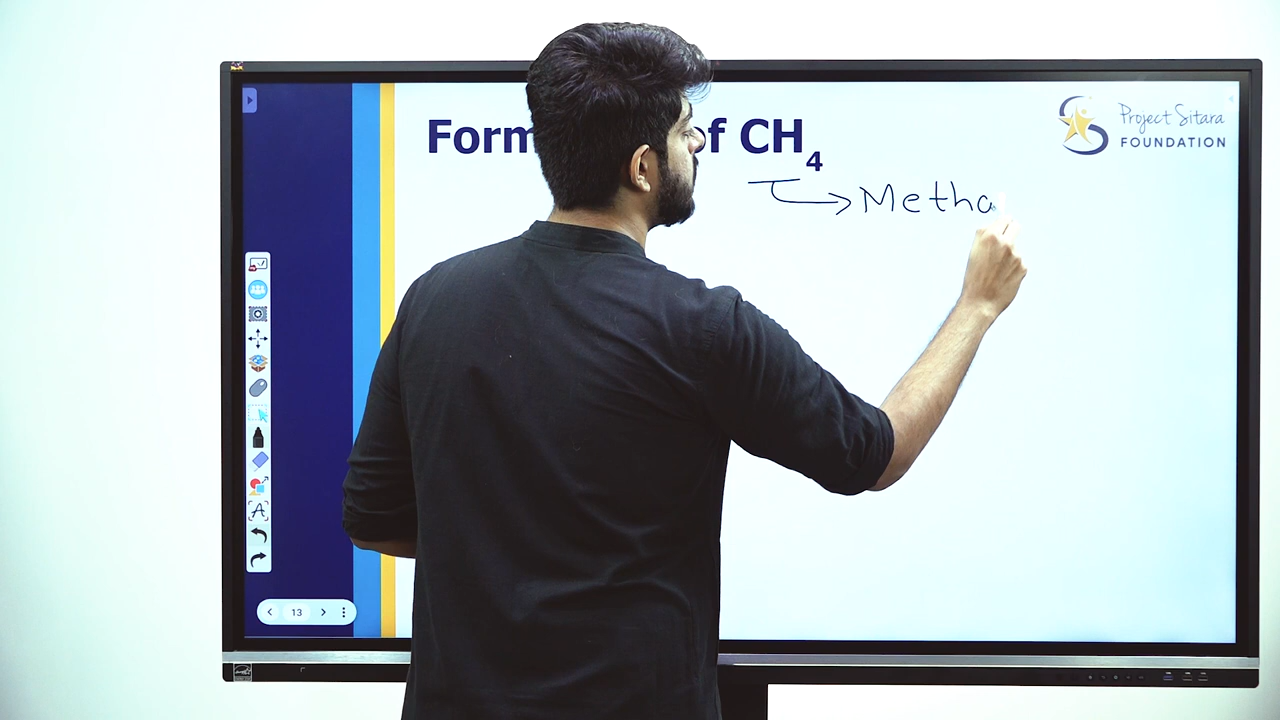 Form of CH4
Project Sitara
FOUNDATION
Metha
A
13